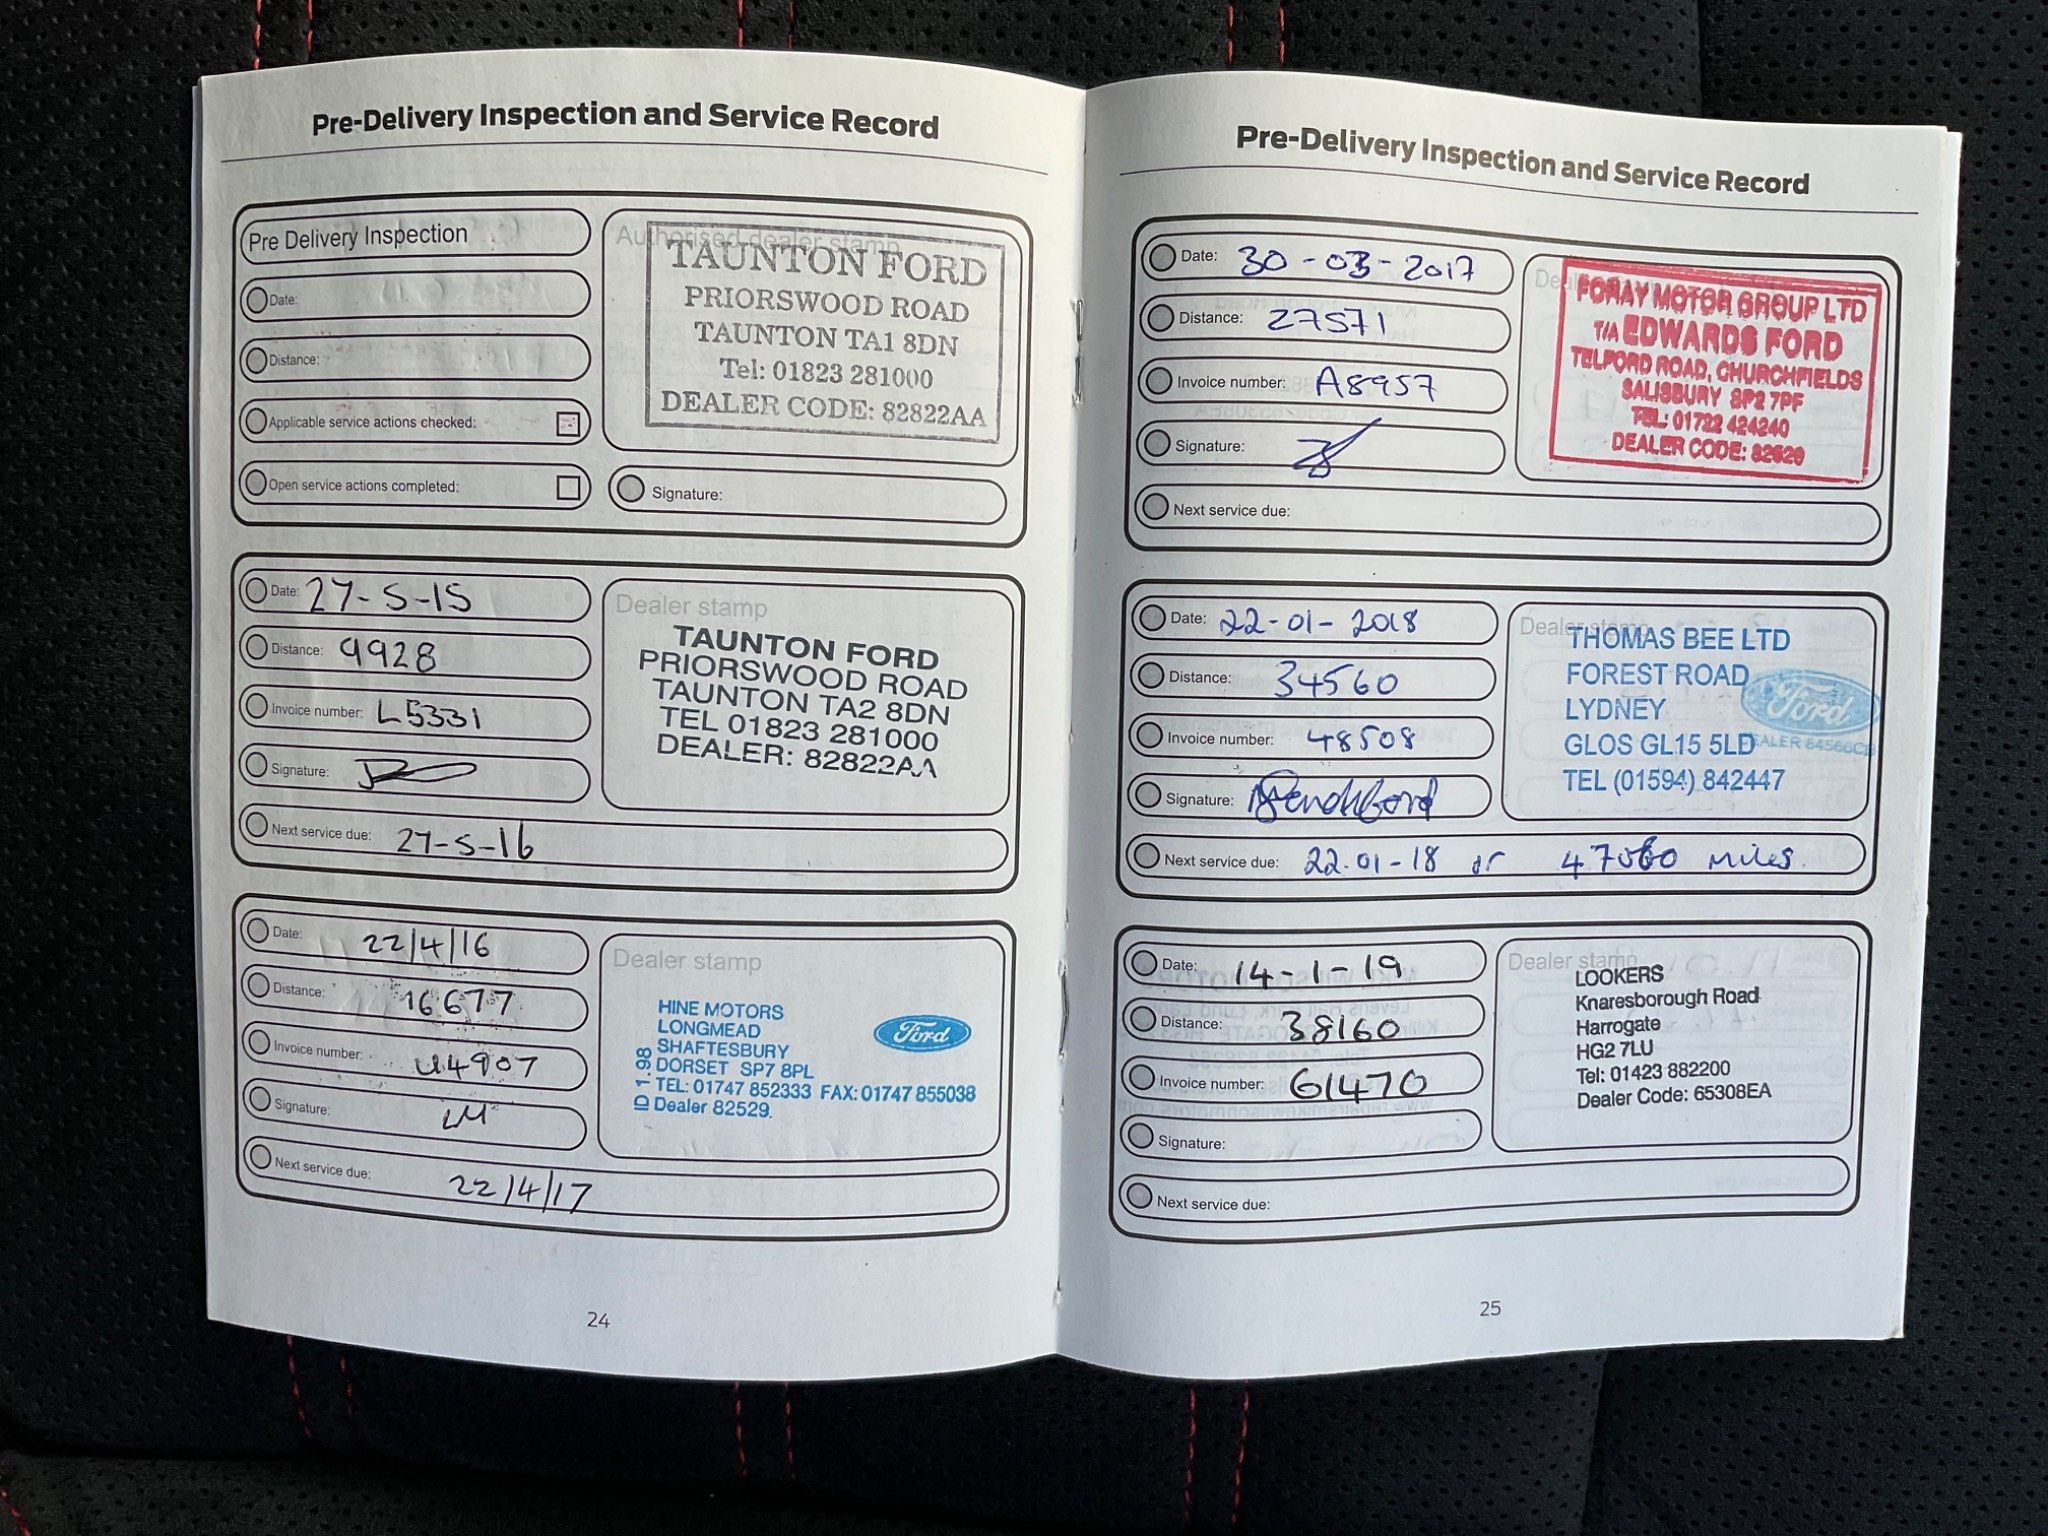 Pre-Delivery Inspection and Service Record
Pre Delivery Inspection
Date:
Distance:
Applicable service actions checked:
Open service actions completed:
Authorised dealer stamp
TAUNTON FORD
PRIORSWOOD ROAD
TAUNTON TA1 8DN
Tel: 01823 281000
DEALER CODE: 82822AA
Signature:
Date: 27-5-15
Distance: 9928
Invoice number: L5331
Signature:
Next service due: 27-5-16
Dealer stamp
TAUNTON FORD
PRIORSWOOD ROAD
TAUNTON TA2 8DN
TEL 01823 281000
DEALER: 82822AA
Date: 22/4/16
Distance: 16677
Invoice number: U4907
Signature:
Next service due: 22/4/17
Dealer stamp
HINE MOTORS
LONGMEAD
SHAFTESBURY
DORSET SP7 8PL
TEL: 01747 852333 FAX: 01747 855038
Dealer 82529.
D 1.98
Ford
24
Pre-Delivery Inspection and Service Record
Date: 30-03-2017
Distance: 27571
Invoice number: A8957
Signature:
Next service due:
FORAY MOTOR GROUP LTD
T/A EDWARDS FORD
TELFORD ROAD, CHURCHFIELDS
SALISBURY SP2 7PF
TEL: 01722 424240
DEALER CODE: 82629
Date: 22-01-2018
Distance: 34560
Invoice number: 48508
Signature:
Next service due: 22.01-18 or 47060 miles.
Dealer stamp
THOMAS BEE LTD
FOREST ROAD
LYDNEY
GLOS GL15 5LD
TEL (01594) 842447
Ford
Date: 14-1-19
Distance: 38160
Invoice number: 61470
Signature:
Next service due:
Dealer stamp
LOOKERS
Knaresborough Road
Harrogate
HG2 7LU
Tel: 01423 882200
Dealer Code: 65308EA
25